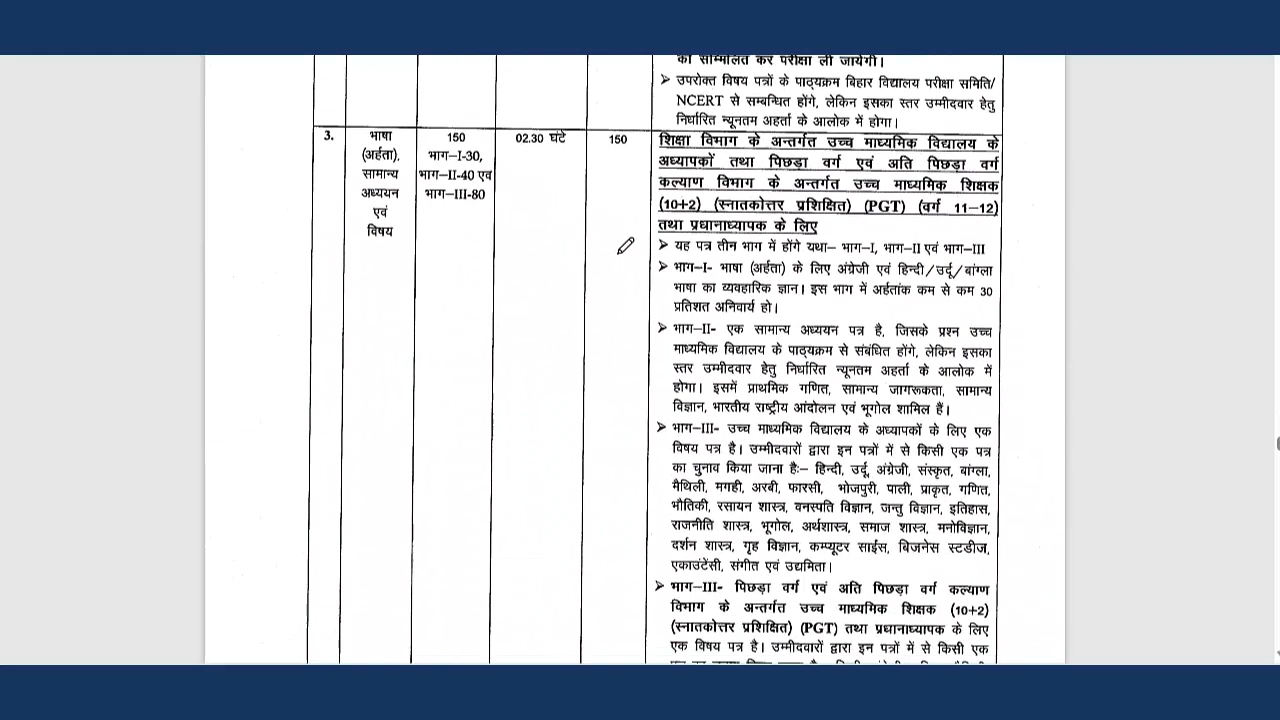 को सम्मिलित कर परीक्षा ली जायेगी।
➢ उपरोक्त विषय पत्रों के पाठ्यक्रम बिहार विद्यालय परीक्षा समिति/
NCERT से सम्बन्धित होंगे, लेकिन इसका स्तर उम्मीदवार हेतु
निर्धारित न्यूनतम अहर्ता के आलोक में होगा।
3.
भाषा
(अर्हता),
सामान्य
अध्ययन
एवं
विषय
150
भाग–I-30,
भाग–II-40 एवं
भाग–III-80
02.30 घंटे
150
शिक्षा विभाग के अन्तर्गत उच्च माध्यमिक विद्यालय के
अध्यापकों तथा पिछड़ा वर्ग एवं अति पिछड़ा वर्ग
कल्याण विभाग के अन्तर्गत उच्च माध्यमिक शिक्षक
(10+2) (स्नातकोत्तर प्रशिक्षित) (PGT) (वर्ग 11–12)
तथा प्रधानाध्यापक के लिए
➢ यह पत्र तीन भाग में होंगे यथा– भाग–I, भाग–II एवं भाग–III
➢ भाग–I- भाषा (अर्हता) के लिए अंग्रेजी एवं हिन्दी/उर्दू/बांग्ला
भाषा का व्यवहारिक ज्ञान। इस भाग में अर्हतांक कम से कम 30
प्रतिशत अनिवार्य हो।
➢ भाग–II- एक सामान्य अध्ययन पत्र है, जिसके प्रश्न उच्च
माध्यमिक विद्यालय के पाठ्यक्रम से संबंधित होंगे, लेकिन इसका
स्तर उम्मीदवार हेतु निर्धारित न्यूनतम अहर्ता के आलोक में
होगा। इसमें प्राथमिक गणित, सामान्य जागरूकता, सामान्य
विज्ञान, भारतीय राष्ट्रीय आंदोलन एवं भूगोल शामिल हैं।
➢ भाग–III- उच्च माध्यमिक विद्यालय के अध्यापकों के लिए एक
विषय पत्र है। उम्मीदवारों द्वारा इन पत्रों में से किसी एक पत्र
का चुनाव किया जाना है:– हिन्दी, उर्दू, अंग्रेजी, संस्कृत, बांग्ला,
मैथिली, मगही, अरबी, फारसी, भोजपुरी, पाली, प्राकृत, गणित,
भौतिकी, रसायन शास्त्र, वनस्पति विज्ञान, जन्तु विज्ञान, इतिहास,
राजनीति शास्त्र, भूगोल, अर्थशास्त्र, समाज शास्त्र, मनोविज्ञान,
दर्शन शास्त्र, गृह विज्ञान, कम्प्यूटर साईंस, बिजनेस स्टडीज,
एकाउंटेंसी, संगीत एवं उद्यमिता।
➢ भाग–III- पिछड़ा वर्ग एवं अति पिछड़ा वर्ग कल्याण
विभाग के अन्तर्गत उच्च माध्यमिक शिक्षक (10+2)
(स्नातकोत्तर प्रशिक्षित) (PGT) तथा प्रधानाध्यापक के लिए
एक विषय पत्र है। उम्मीदवारों द्वारा इन पत्रों में से किसी एक